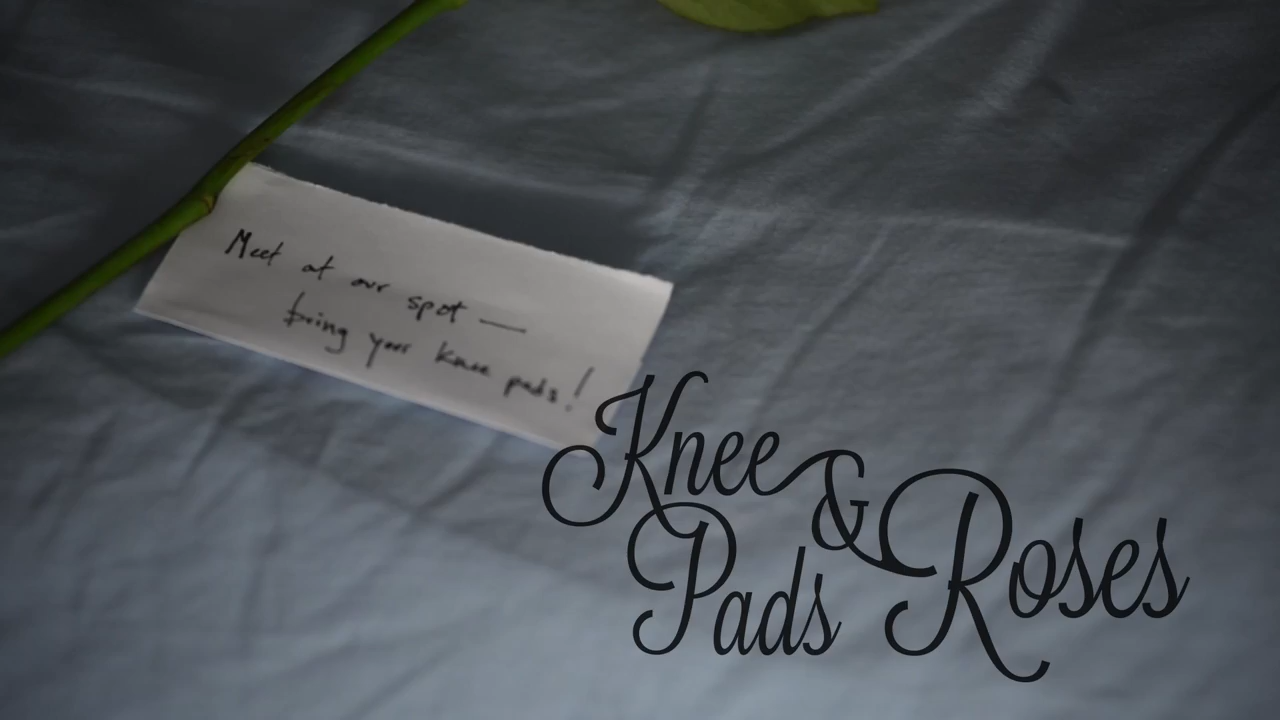 Meet at our spot —
bring your knee pads!
Knee
& Roses
Pads